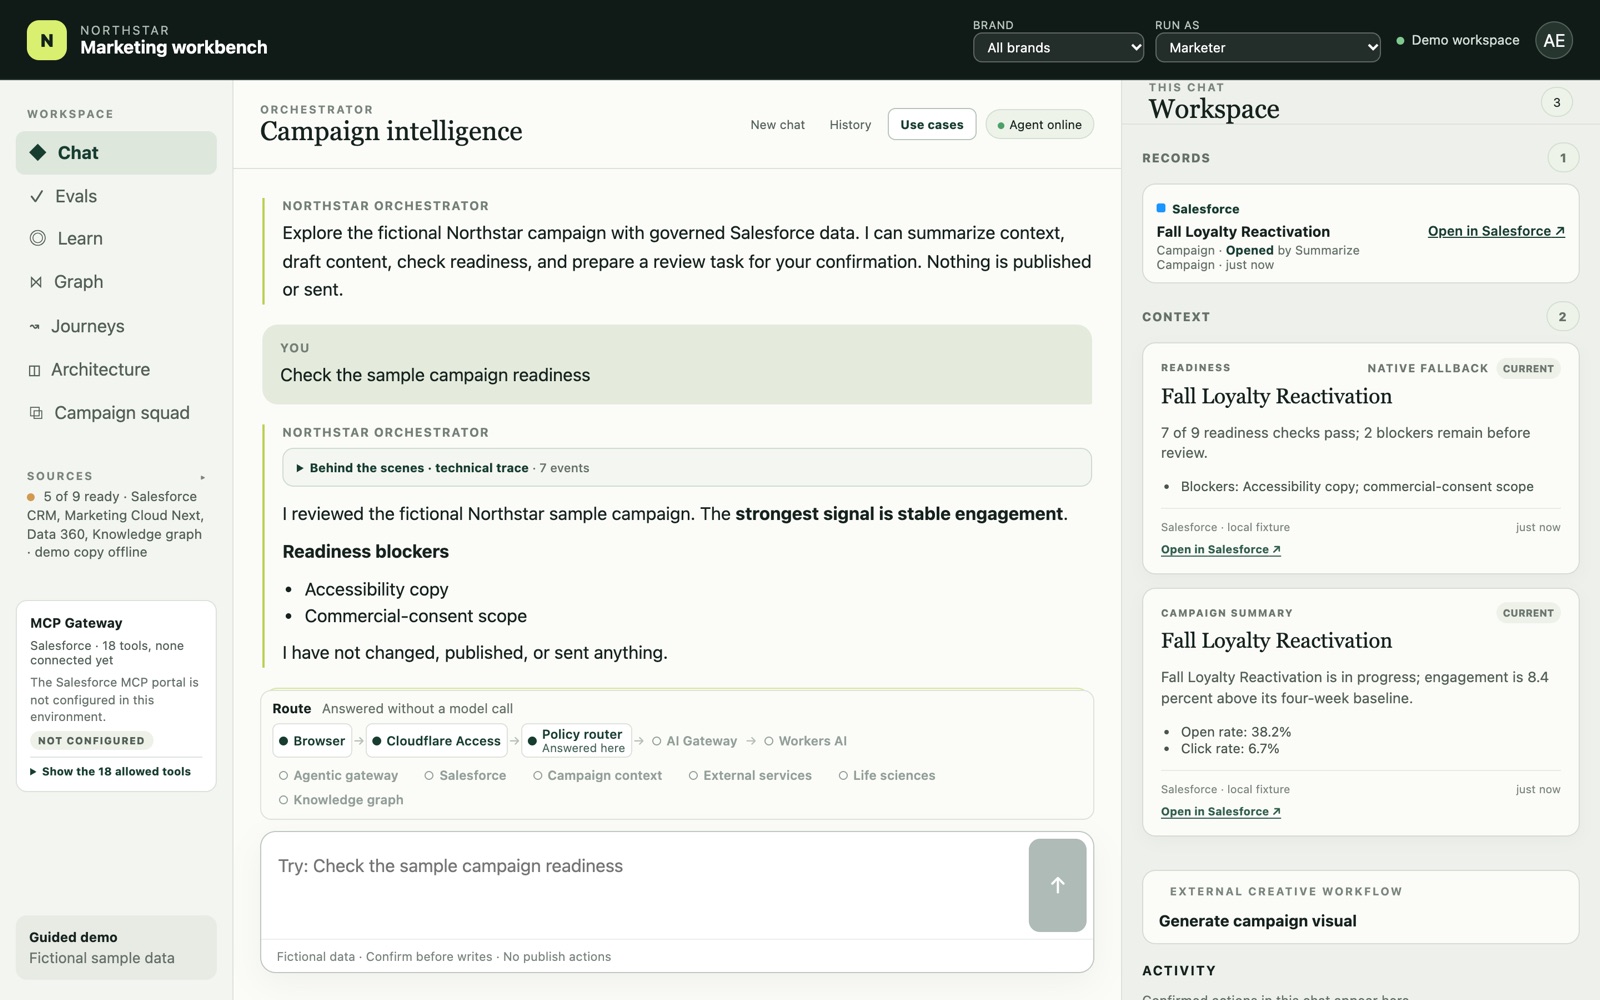 N
NORTHSTAR
Marketing workbench
BRAND
All brands
RUN AS
Marketer
Demo workspace
AE
WORKSPACE
Chat
Evals
Learn
Graph
Journeys
Architecture
Campaign squad
SOURCES
5 of 9 ready · Salesforce
CRM, Marketing Cloud Next,
Data 360, Knowledge graph
· demo copy offline
MCP Gateway
Salesforce · 18 tools, none
connected yet
The Salesforce MCP portal is
not configured in this
environment.
NOT CONFIGURED
Show the 18 allowed tools
Guided demo
Fictional sample data
ORCHESTRATOR
Campaign intelligence
New chat
History
Use cases
Agent online
NORTHSTAR ORCHESTRATOR
Explore the fictional Northstar campaign with governed Salesforce data. I can summarize context,
draft content, check readiness, and prepare a review task for your confirmation. Nothing is published
or sent.
YOU
Check the sample campaign readiness
NORTHSTAR ORCHESTRATOR
Behind the scenes · technical trace · 7 events
I reviewed the fictional Northstar sample campaign. The strongest signal is stable engagement.
Readiness blockers
• Accessibility copy
• Commercial-consent scope
I have not changed, published, or sent anything.
Route Answered without a model call
Browser → Cloudflare Access → Policy router → AI Gateway → Workers AI
Answered here
Agentic gateway Salesforce Campaign context External services Life sciences
Knowledge graph
Try: Check the sample campaign readiness
↑
Fictional data · Confirm before writes · No publish actions
THIS CHAT
Workspace
3
RECORDS
1
Salesforce
Fall Loyalty Reactivation
Open in Salesforce ↗
Campaign · Opened by Summarize
Campaign · just now
CONTEXT
2
READINESS
NATIVE FALLBACK
CURRENT
Fall Loyalty Reactivation
7 of 9 readiness checks pass; 2 blockers remain before
review.
• Blockers: Accessibility copy; commercial-consent scope
Salesforce · local fixture
just now
Open in Salesforce ↗
CAMPAIGN SUMMARY
CURRENT
Fall Loyalty Reactivation
Fall Loyalty Reactivation is in progress; engagement is 8.4
percent above its four-week baseline.
• Open rate: 38.2%
• Click rate: 6.7%
Salesforce · local fixture
just now
Open in Salesforce ↗
EXTERNAL CREATIVE WORKFLOW
Generate campaign visual
ACTIVITY
Confirmed actions in this chat appear here